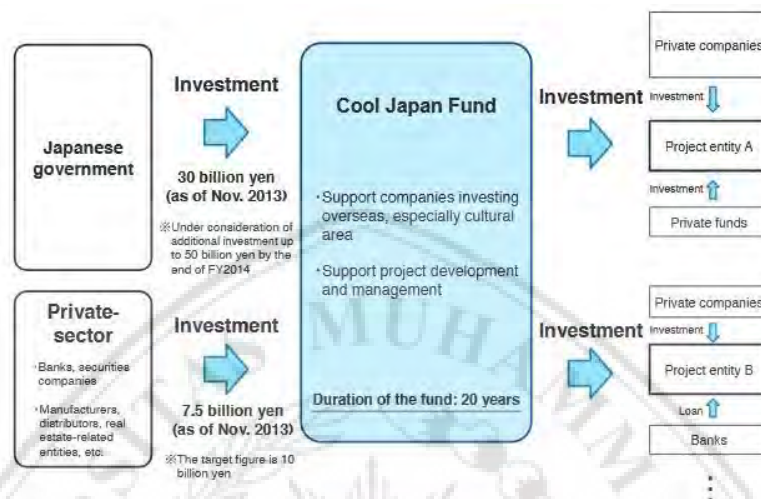 Japanese
government
Investment
30 billion yen
(as of Nov. 2013)
※Under consideration of
additional investment up
to 50 billion yen by the
end of FY2014
Private-
sector
・Banks, securities
companies
・Manufacturers,
distributors, real
estate-related
entities, etc.
Investment
7.5 billion yen
(as of Nov. 2013)
※The target figure is 10
billion yen
Cool Japan Fund
・Support companies investing
overseas, especially cultural
area
・Support project development
and management
Duration of the fund: 20 years
Investment
Private companies
Investment
Project entity A
Investment
Private funds
Investment
Private companies
Investment
Project entity B
Loan
Banks
MUHAMM